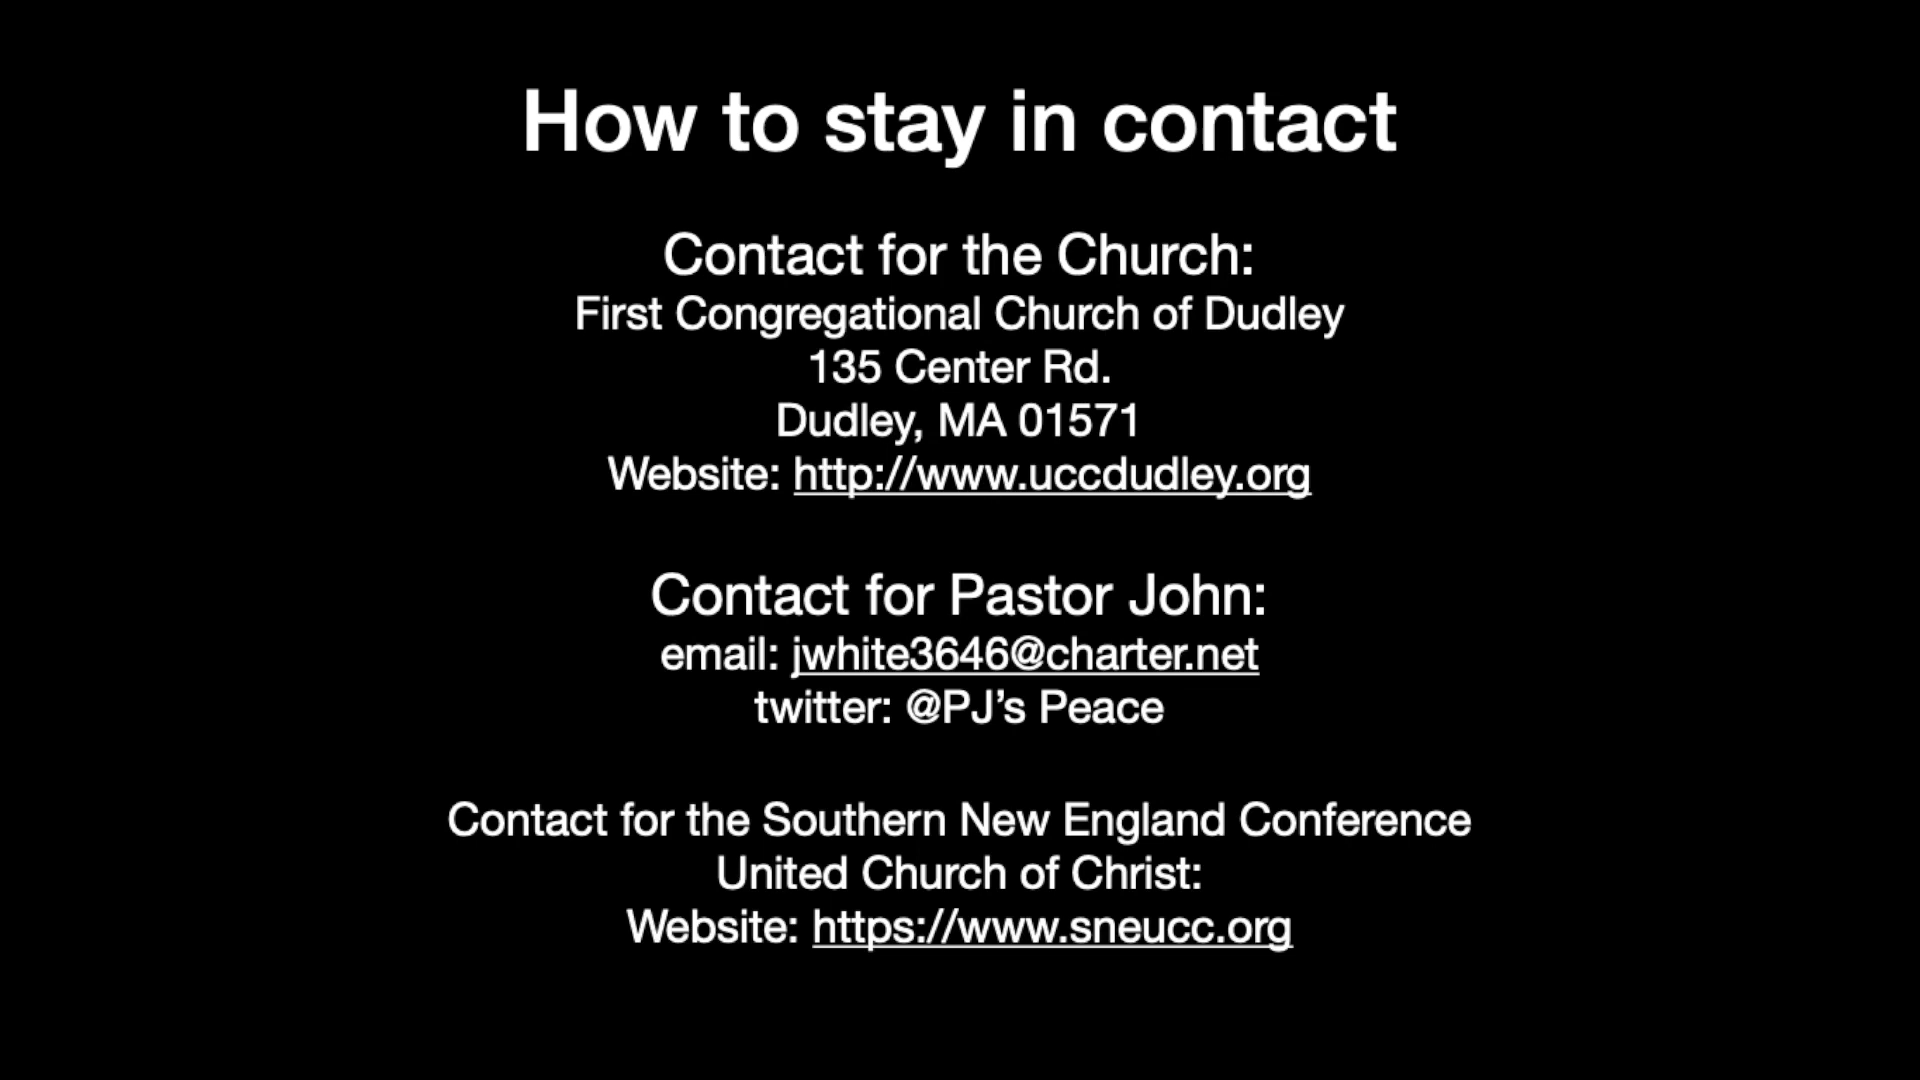 How to stay in contact
Contact for the Church:
First Congregational Church of Dudley
135 Center Rd.
Dudley, MA 01571
Website: http://www.uccdudley.org
Contact for Pastor John:
email: jwhite3646@charter.net
twitter: @PJ’s Peace
Contact for the Southern New England Conference
United Church of Christ:
Website: https://www.sneucc.org